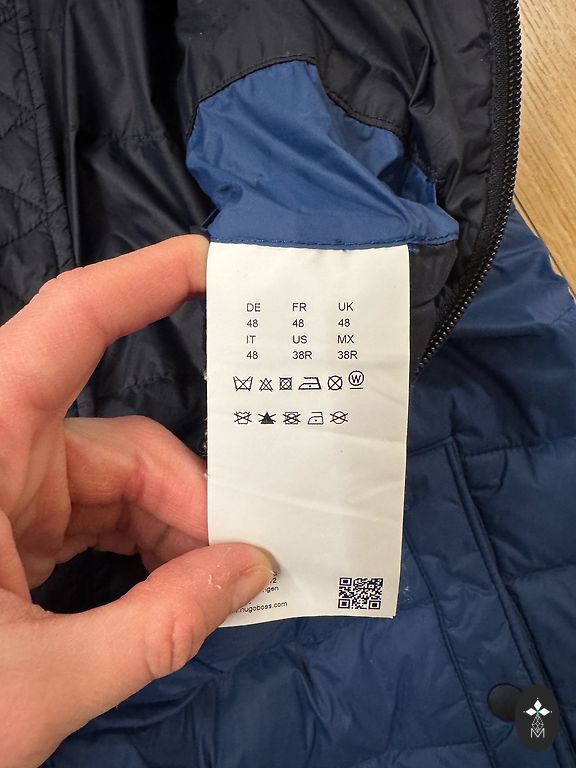 DE FR UK
48 48 48
IT US MX
48 38R 38R
W
hugoboss.com
M